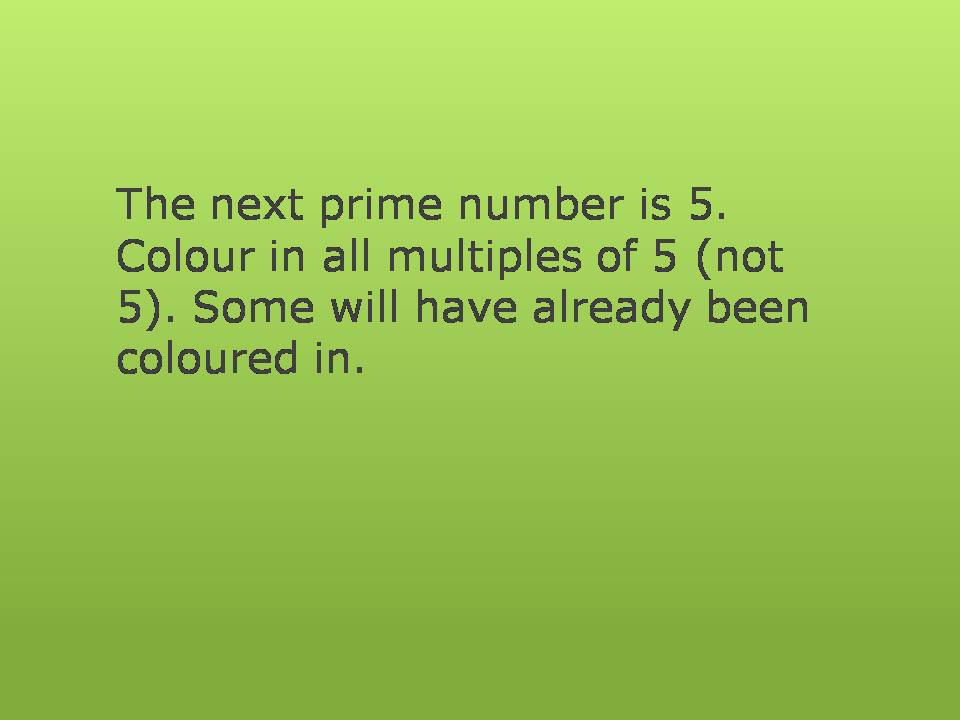 The next prime number is 5.
Colour in all multiples of 5 (not
5). Some will have already been
coloured in.